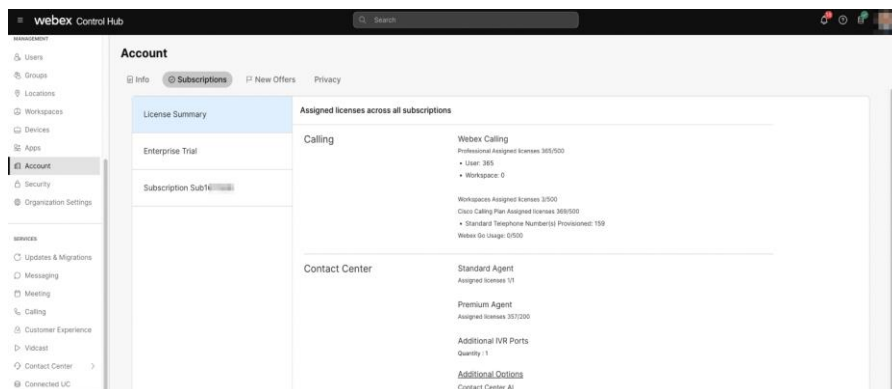 webex Control Hub
Search
MANAGEMENT
Users
Groups
Locations
Workspaces
Devices
Apps
Account
Security
Organization Settings
SERVICES
Updates & Migrations
Messaging
Meeting
Calling
Customer Experience
Vidcast
Contact Center
Connected UC
Account
Info
Subscriptions
New Offers
Privacy
License Summary
Enterprise Trial
Subscription Sub16
Assigned licenses across all subscriptions
Calling
Webex Calling
Professional Assigned licenses 365/500
• User: 365
• Workspace: 0
Workspaces Assigned licenses 3/500
Cisco Calling Plan Assigned licenses 369/500
• Standard Telephone Number(s) Provisioned: 159
Webex Go Usage: 0/500
Contact Center
Standard Agent
Assigned licenses 1/1
Premium Agent
Assigned licenses 357/200
Additional IVR Ports
Quantity : 1
Additional Options
Contact Center AI